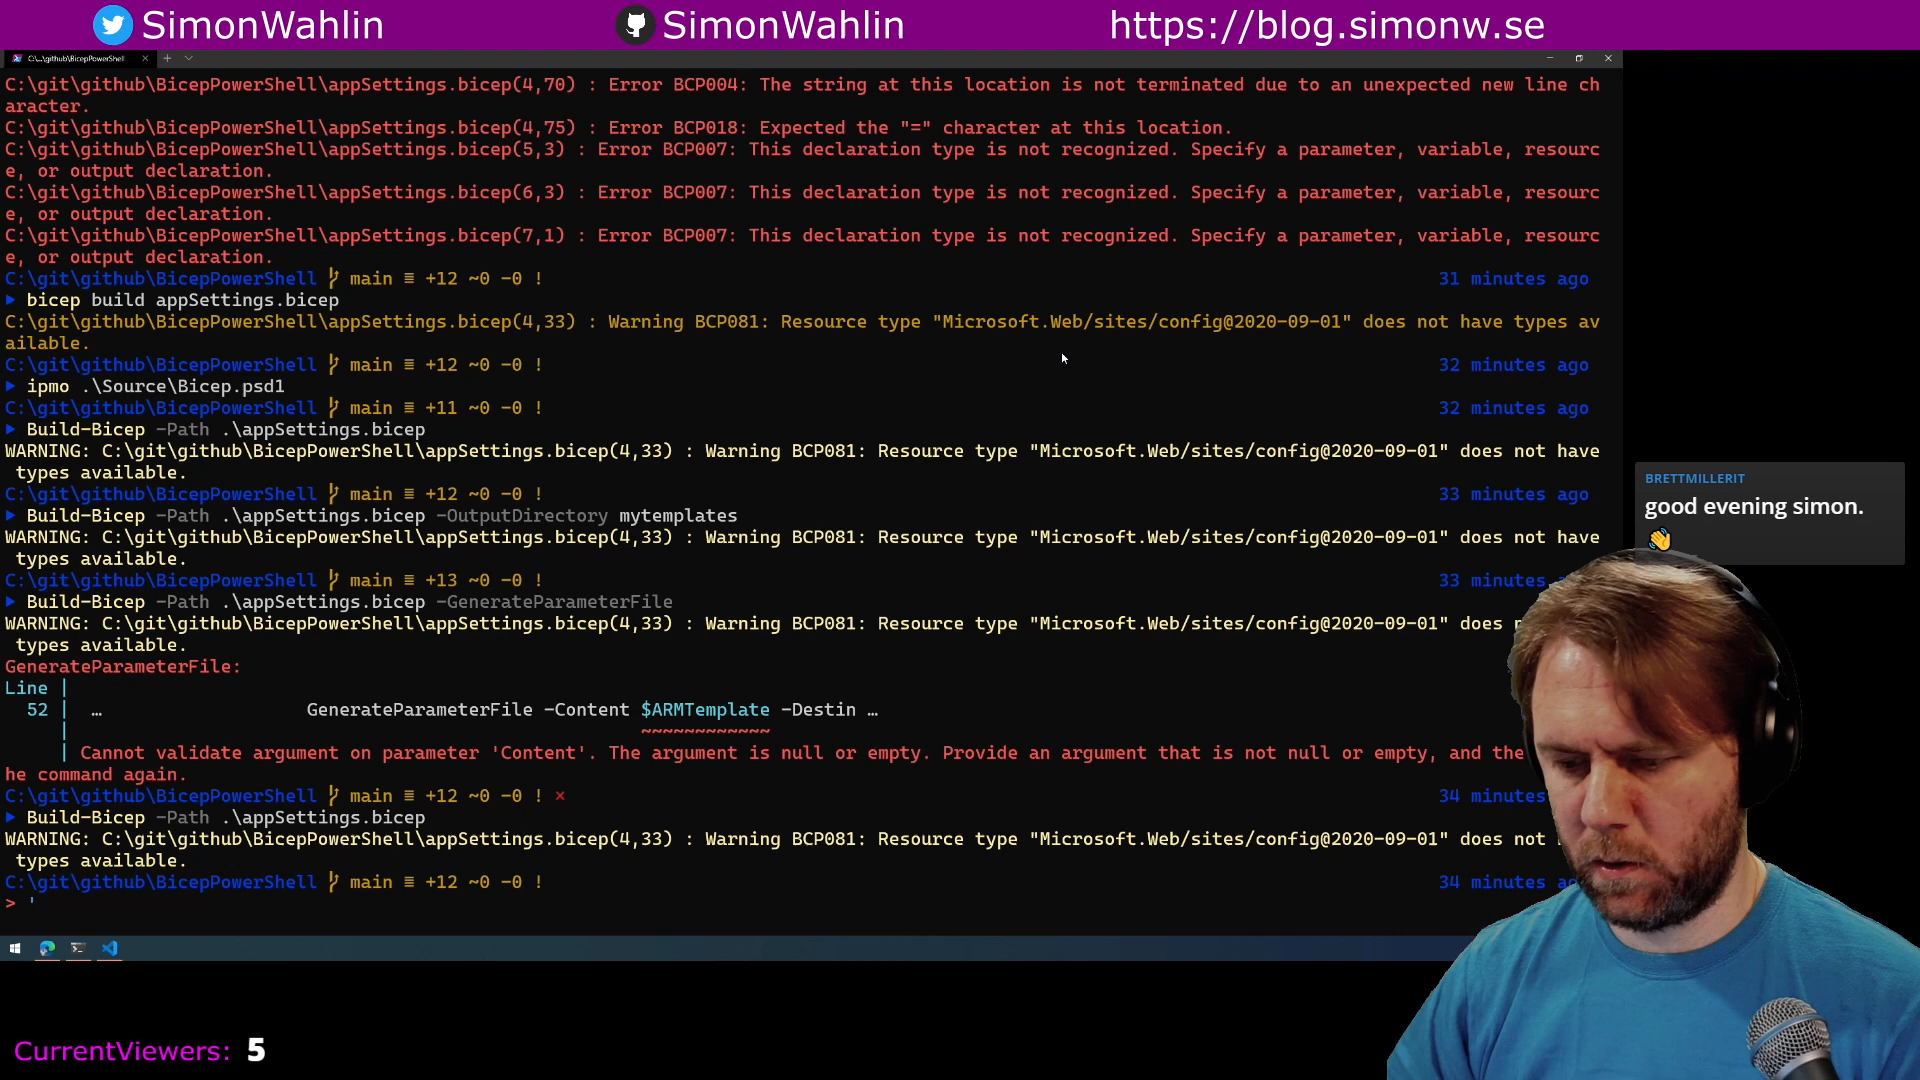 SimonWahlin SimonWahlin https://blog.simonw.se
C:\...\github\BicepPowerShell
C:\git\github\BicepPowerShell\appSettings.bicep(4,70) : Error BCP004: The string at this location is not terminated due to an unexpected new line ch
aracter.
C:\git\github\BicepPowerShell\appSettings.bicep(4,75) : Error BCP018: Expected the "=" character at this location.
C:\git\github\BicepPowerShell\appSettings.bicep(5,3) : Error BCP007: This declaration type is not recognized. Specify a parameter, variable, resourc
e, or output declaration.
C:\git\github\BicepPowerShell\appSettings.bicep(6,3) : Error BCP007: This declaration type is not recognized. Specify a parameter, variable, resourc
e, or output declaration.
C:\git\github\BicepPowerShell\appSettings.bicep(7,1) : Error BCP007: This declaration type is not recognized. Specify a parameter, variable, resourc
e, or output declaration.
C:\git\github\BicepPowerShell main ≡ +12 ~0 -0 ! 31 minutes ago
bicep build appSettings.bicep
C:\git\github\BicepPowerShell\appSettings.bicep(4,33) : Warning BCP081: Resource type "Microsoft.Web/sites/config@2020-09-01" does not have types av
ailable.
C:\git\github\BicepPowerShell main ≡ +12 ~0 -0 ! 32 minutes ago
ipmo .\Source\Bicep.psd1
C:\git\github\BicepPowerShell main ≡ +11 ~0 -0 ! 32 minutes ago
Build-Bicep -Path .\appSettings.bicep
WARNING: C:\git\github\BicepPowerShell\appSettings.bicep(4,33) : Warning BCP081: Resource type "Microsoft.Web/sites/config@2020-09-01" does not have
types available.
C:\git\github\BicepPowerShell main ≡ +12 ~0 -0 ! 33 minutes ago
Build-Bicep -Path .\appSettings.bicep -OutputDirectory mytemplates
WARNING: C:\git\github\BicepPowerShell\appSettings.bicep(4,33) : Warning BCP081: Resource type "Microsoft.Web/sites/config@2020-09-01" does not have
types available.
C:\git\github\BicepPowerShell main ≡ +13 ~0 -0 ! 33 minutes
Build-Bicep -Path .\appSettings.bicep -GenerateParameterFile
WARNING: C:\git\github\BicepPowerShell\appSettings.bicep(4,33) : Warning BCP081: Resource type "Microsoft.Web/sites/config@2020-09-01" does
types available.
GenerateParameterFile:
Line |
52 | … GenerateParameterFile -Content $ARMTemplate -Destin …
| ~~~~~~~~~~~~
| Cannot validate argument on parameter 'Content'. The argument is null or empty. Provide an argument that is not null or empty, and the
he command again.
C:\git\github\BicepPowerShell main ≡ +12 ~0 -0 ! × 34 minutes
Build-Bicep -Path .\appSettings.bicep
WARNING: C:\git\github\BicepPowerShell\appSettings.bicep(4,33) : Warning BCP081: Resource type "Microsoft.Web/sites/config@2020-09-01" does not
types available.
C:\git\github\BicepPowerShell main ≡ +12 ~0 -0 ! 34 minutes
> '
BRETTMILLERIT
good evening simon.
👋
CurrentViewers: 5